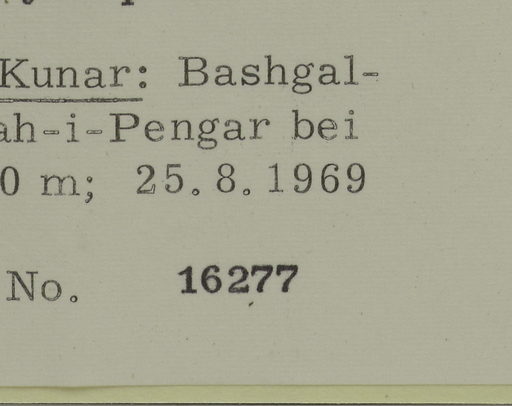 Kunar: Bashgal-
ah-i-Pengar bei
0 m; 25.8.1969
No. 16277